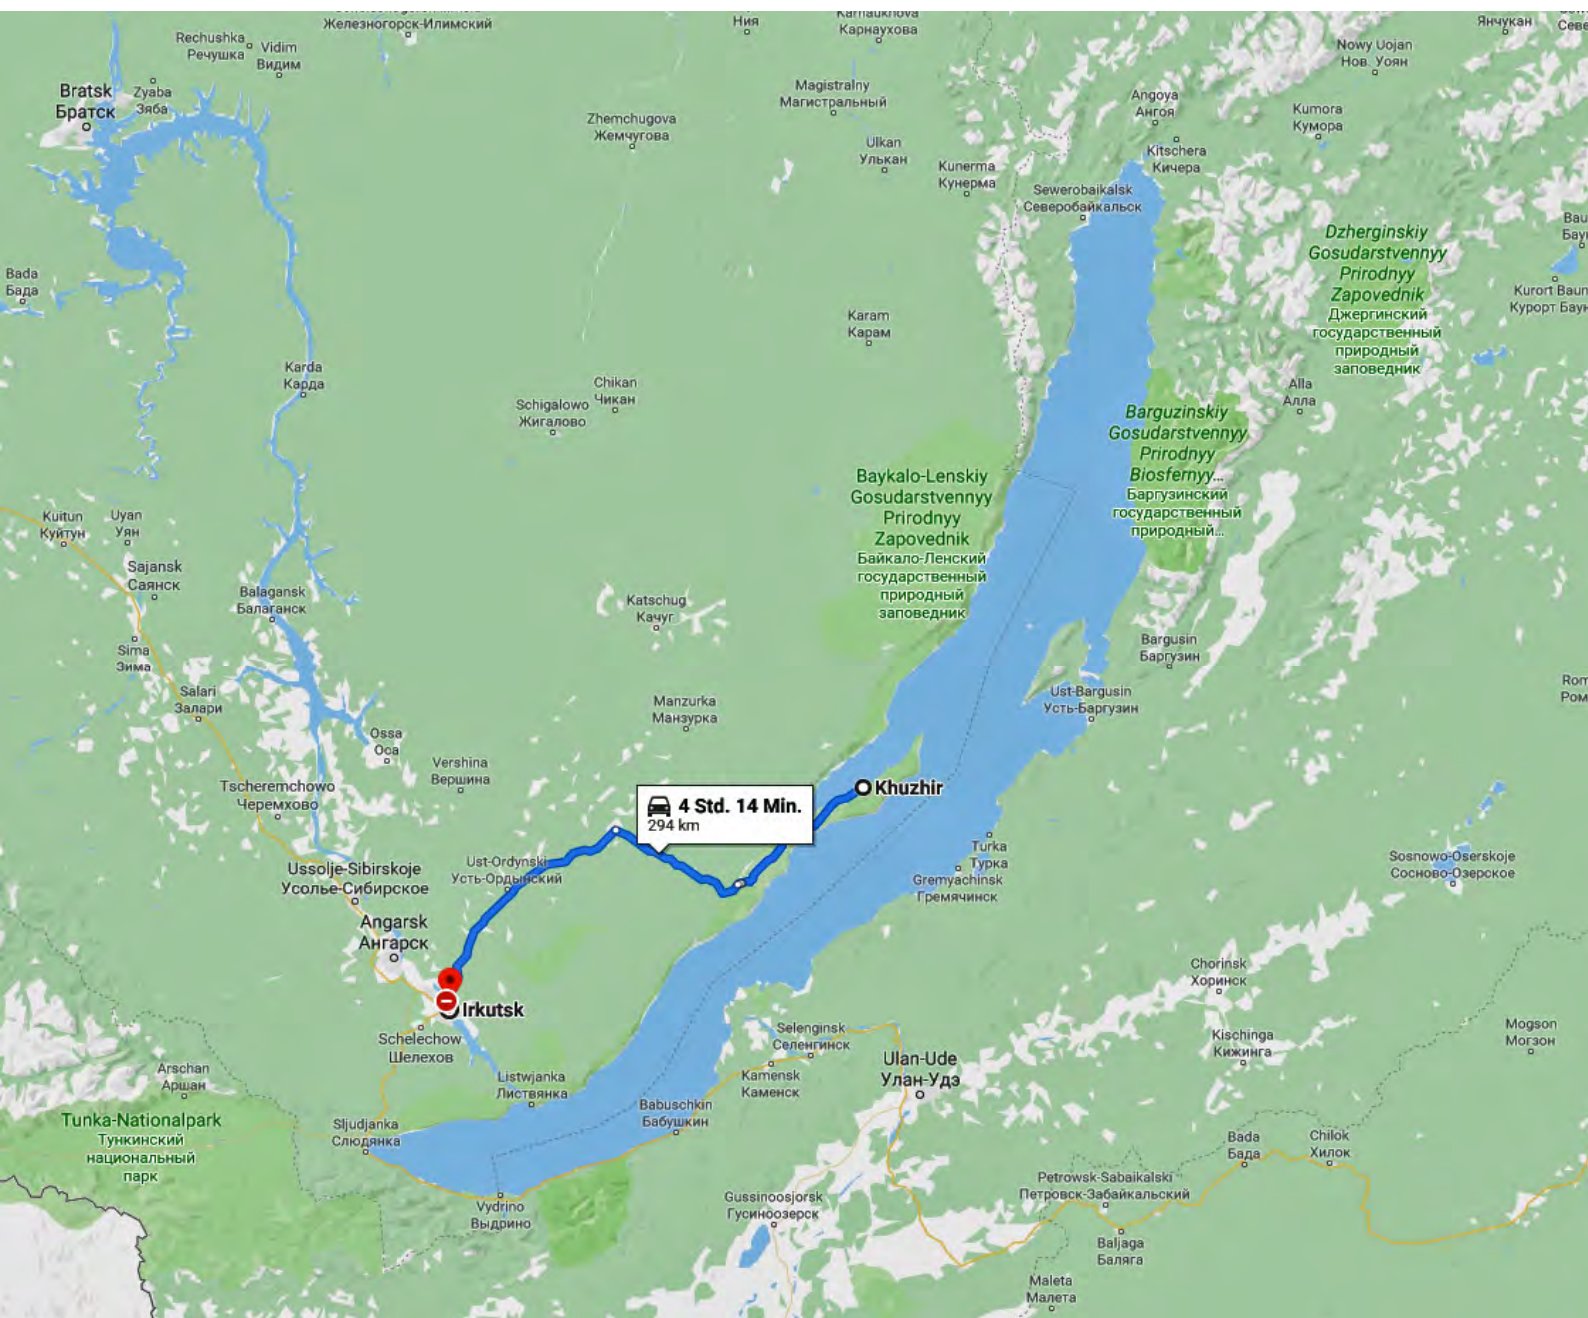 Железногорск-Илимский
Ния
Karnaukhova
Карнаухова
Янчукан
Rechushka
Речушка
Vidim
Видим
Nowy Uojan
Нов. Уоян
Bratsk
Братск
Zyaba
Зяба
Magistralny
Магистральный
Angoya
Ангоя
Kumora
Кумора
Zhemchugova
Жемчугова
Ulkan
Улькан
Kitschera
Кичера
Kunerma
Кунерма
Sewerobaikalsk
Северобайкальск
Dzherginskiy
Gosudarstvennyy
Prirodnyy
Zapovednik
Джергинский
государственный
природный
заповедник
Bada
Бада
Kurort Baun
Курорт Баун
Karam
Карам
Karda
Карда
Chikan
Чикан
Schigalowo
Жигалово
Alla
Алла
Barguzinskiy
Gosudarstvennyy
Prirodnyy
Biosfernyy...
Баргузинский
государственный
природный...
Baykalo-Lenskiy
Gosudarstvennyy
Prirodnyy
Zapovednik
Байкало-Ленский
государственный
природный
заповедник
Kuitun
Куйтун
Uyan
Уян
Sajansk
Саянск
Balagansk
Балаганск
Katschug
Качуг
Sima
Зима
Bargusin
Баргузин
Salari
Залари
Manzurka
Манзурка
Ust-Bargusin
Усть-Баргузин
Rom
Ром
Ossa
Оса
Vershina
Вершина
Tscheremchowo
Черемхово
Khuzhir
4 Std. 14 Min.
294 km
Ussolje-Sibirskoje
Усолье-Сибирское
Ust-Ordynski
Усть-Ордынский
Turka
Турка
Gremyachinsk
Гремячинск
Sosnowo-Oserskoje
Сосново-Озерское
Angarsk
Ангарск
Chorinsk
Хоринск
Irkutsk
Schelechow
Шелехов
Selenginsk
Селенгинск
Kischinga
Кижинга
Mogson
Могзон
Arschan
Аршан
Listwjanka
Листвянка
Kamensk
Каменск
Ulan-Ude
Улан-Удэ
Tunka-Nationalpark
Тункинский
национальный
парк
Sljudjanka
Слюдянка
Babuschkin
Бабушкин
Bada
Бада
Chilok
Хилок
Vydrino
Выдрино
Gussinoosjorsk
Гусиноозерск
Petrowsk-Sabaikalski
Петровск-Забайкальский
Baljaga
Баляга
Maleta
Малета